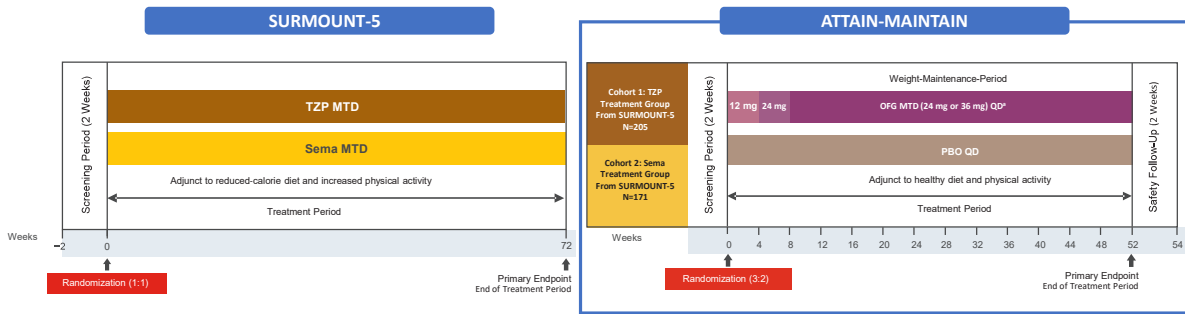 SURMOUNT-5
Screening Period (2 Weeks)
TZP MTD
Sema MTD
Adjunct to reduced-calorie diet and increased physical activity
Treatment Period
Weeks
−2
0
72
Randomization (1:1)
Primary Endpoint
End of Treatment Period
ATTAIN-MAINTAIN
Cohort 1: TZP
Treatment Group
From SURMOUNT-5
N=205
Cohort 2: Sema
Treatment Group
From SURMOUNT-5
N=171
Screening Period (2 Weeks)
Weight-Maintenance-Period
12 mg
24 mg
OFG MTD (24 mg or 36 mg) QDᵃ
PBO QD
Adjunct to healthy diet and physical activity
Treatment Period
Safety Follow-Up (2 Weeks)
Weeks
0 4 8 12 16 20 24 28 32 36 40 44 48 52 54
Randomization (3:2)
Primary Endpoint
End of Treatment Period